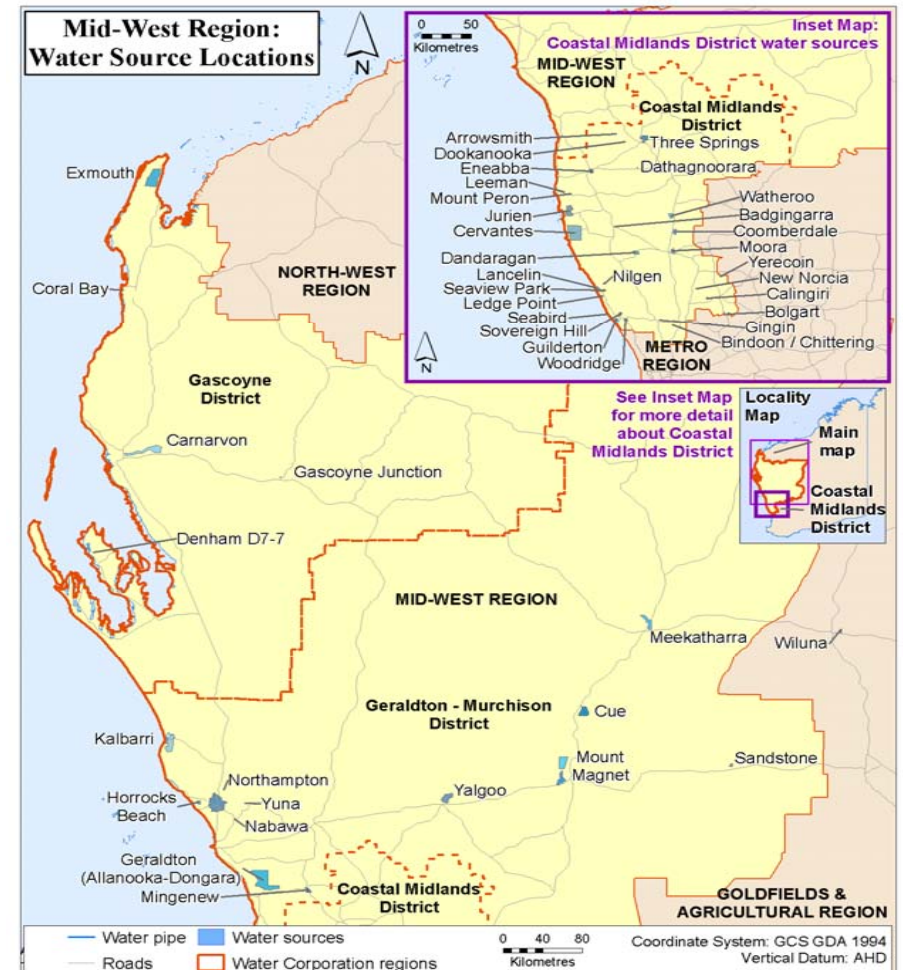 Mid-West Region:
Water Source Locations
N
0 50
Kilometres
Inset Map:
Coastal Midlands District water sources
MID-WEST
REGION
Coastal Midlands
District
Arrowsmith
Dookanooka
Eneabba
Leeman
Mount Peron
Jurien
Cervantes
Dandaragan
Lancelin
Seaview Park
Ledge Point
Seabird
Sovereign Hill
Guilderton
Woodridge
Three Springs
Dathagnoorara
Watheroo
Badgingarra
Coomberdale
Moora
Yerecoin
New Norcia
Calingiri
Bolgart
Gingin
Bindoon / Chittering
Nilgen
METRO
REGION
N
Exmouth
Coral Bay
NORTH-WEST
REGION
Gascoyne
District
Carnarvon
Gascoyne Junction
Denham D7-7
See Inset Map
for more detail
about Coastal
Midlands District
Locality
Map
Main
map
Coastal
Midlands
District
MID-WEST REGION
Meekatharra
Wiluna
Geraldton - Murchison
District
Cue
Kalbarri
Mount
Magnet
Sandstone
Northampton
Horrocks
Beach
Yuna
Nabawa
Yalgoo
Geraldton
(Allanooka-Dongara)
Mingenew
Coastal Midlands
District
GOLDFIELDS &
AGRICULTURAL REGION
Water pipe
Water sources
Roads
Water Corporation regions
0 40 80
Kilometres
Coordinate System: GCS GDA 1994
Vertical Datum: AHD